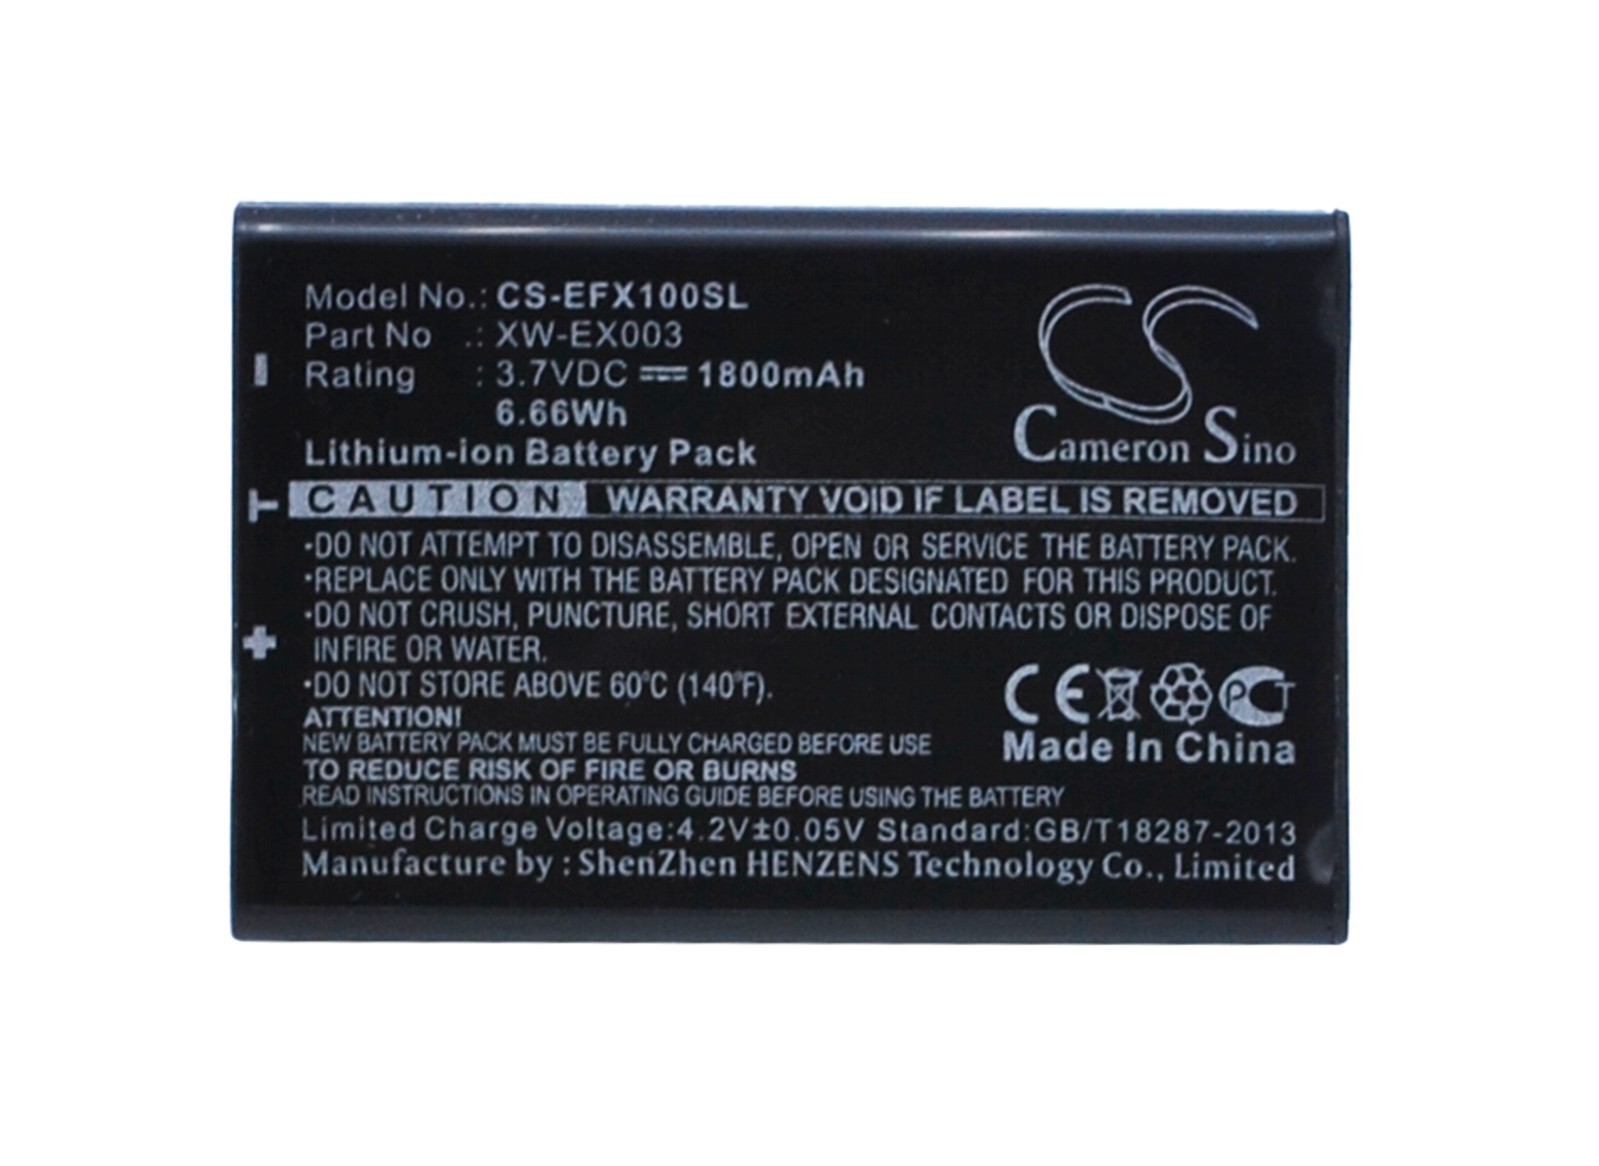 Model No.: CS-EFX100SL
Part No .: XW-EX003
Rating : 3.7VDC 1800mAh
6.66Wh
Lithium-ion Battery Pack
CS
Cameron Sino
CAUTION WARRANTY VOID IF LABEL IS REMOVED
·DO NOT ATTEMPT TO DISASSEMBLE, OPEN OR SERVICE THE BATTERY PACK.
·REPLACE ONLY WITH THE BATTERY PACK DESIGNATED FOR THIS PRODUCT.
·DO NOT CRUSH, PUNCTURE, SHORT EXTERNAL CONTACTS OR DISPOSE OF
IN FIRE OR WATER.
·DO NOT STORE ABOVE 60°C (140°F).
ATTENTION!
NEW BATTERY PACK MUST BE FULLY CHARGED BEFORE USE
TO REDUCE RISK OF FIRE OR BURNS
READ INSTRUCTIONS IN OPERATING GUIDE BEFORE USING THE BATTERY
CE PCT
Made In China
Limited Charge Voltage:4.2V±0.05V Standard:GB/T18287-2013
Manufacture by : ShenZhen HENZENS Technology Co., Limited
- T +